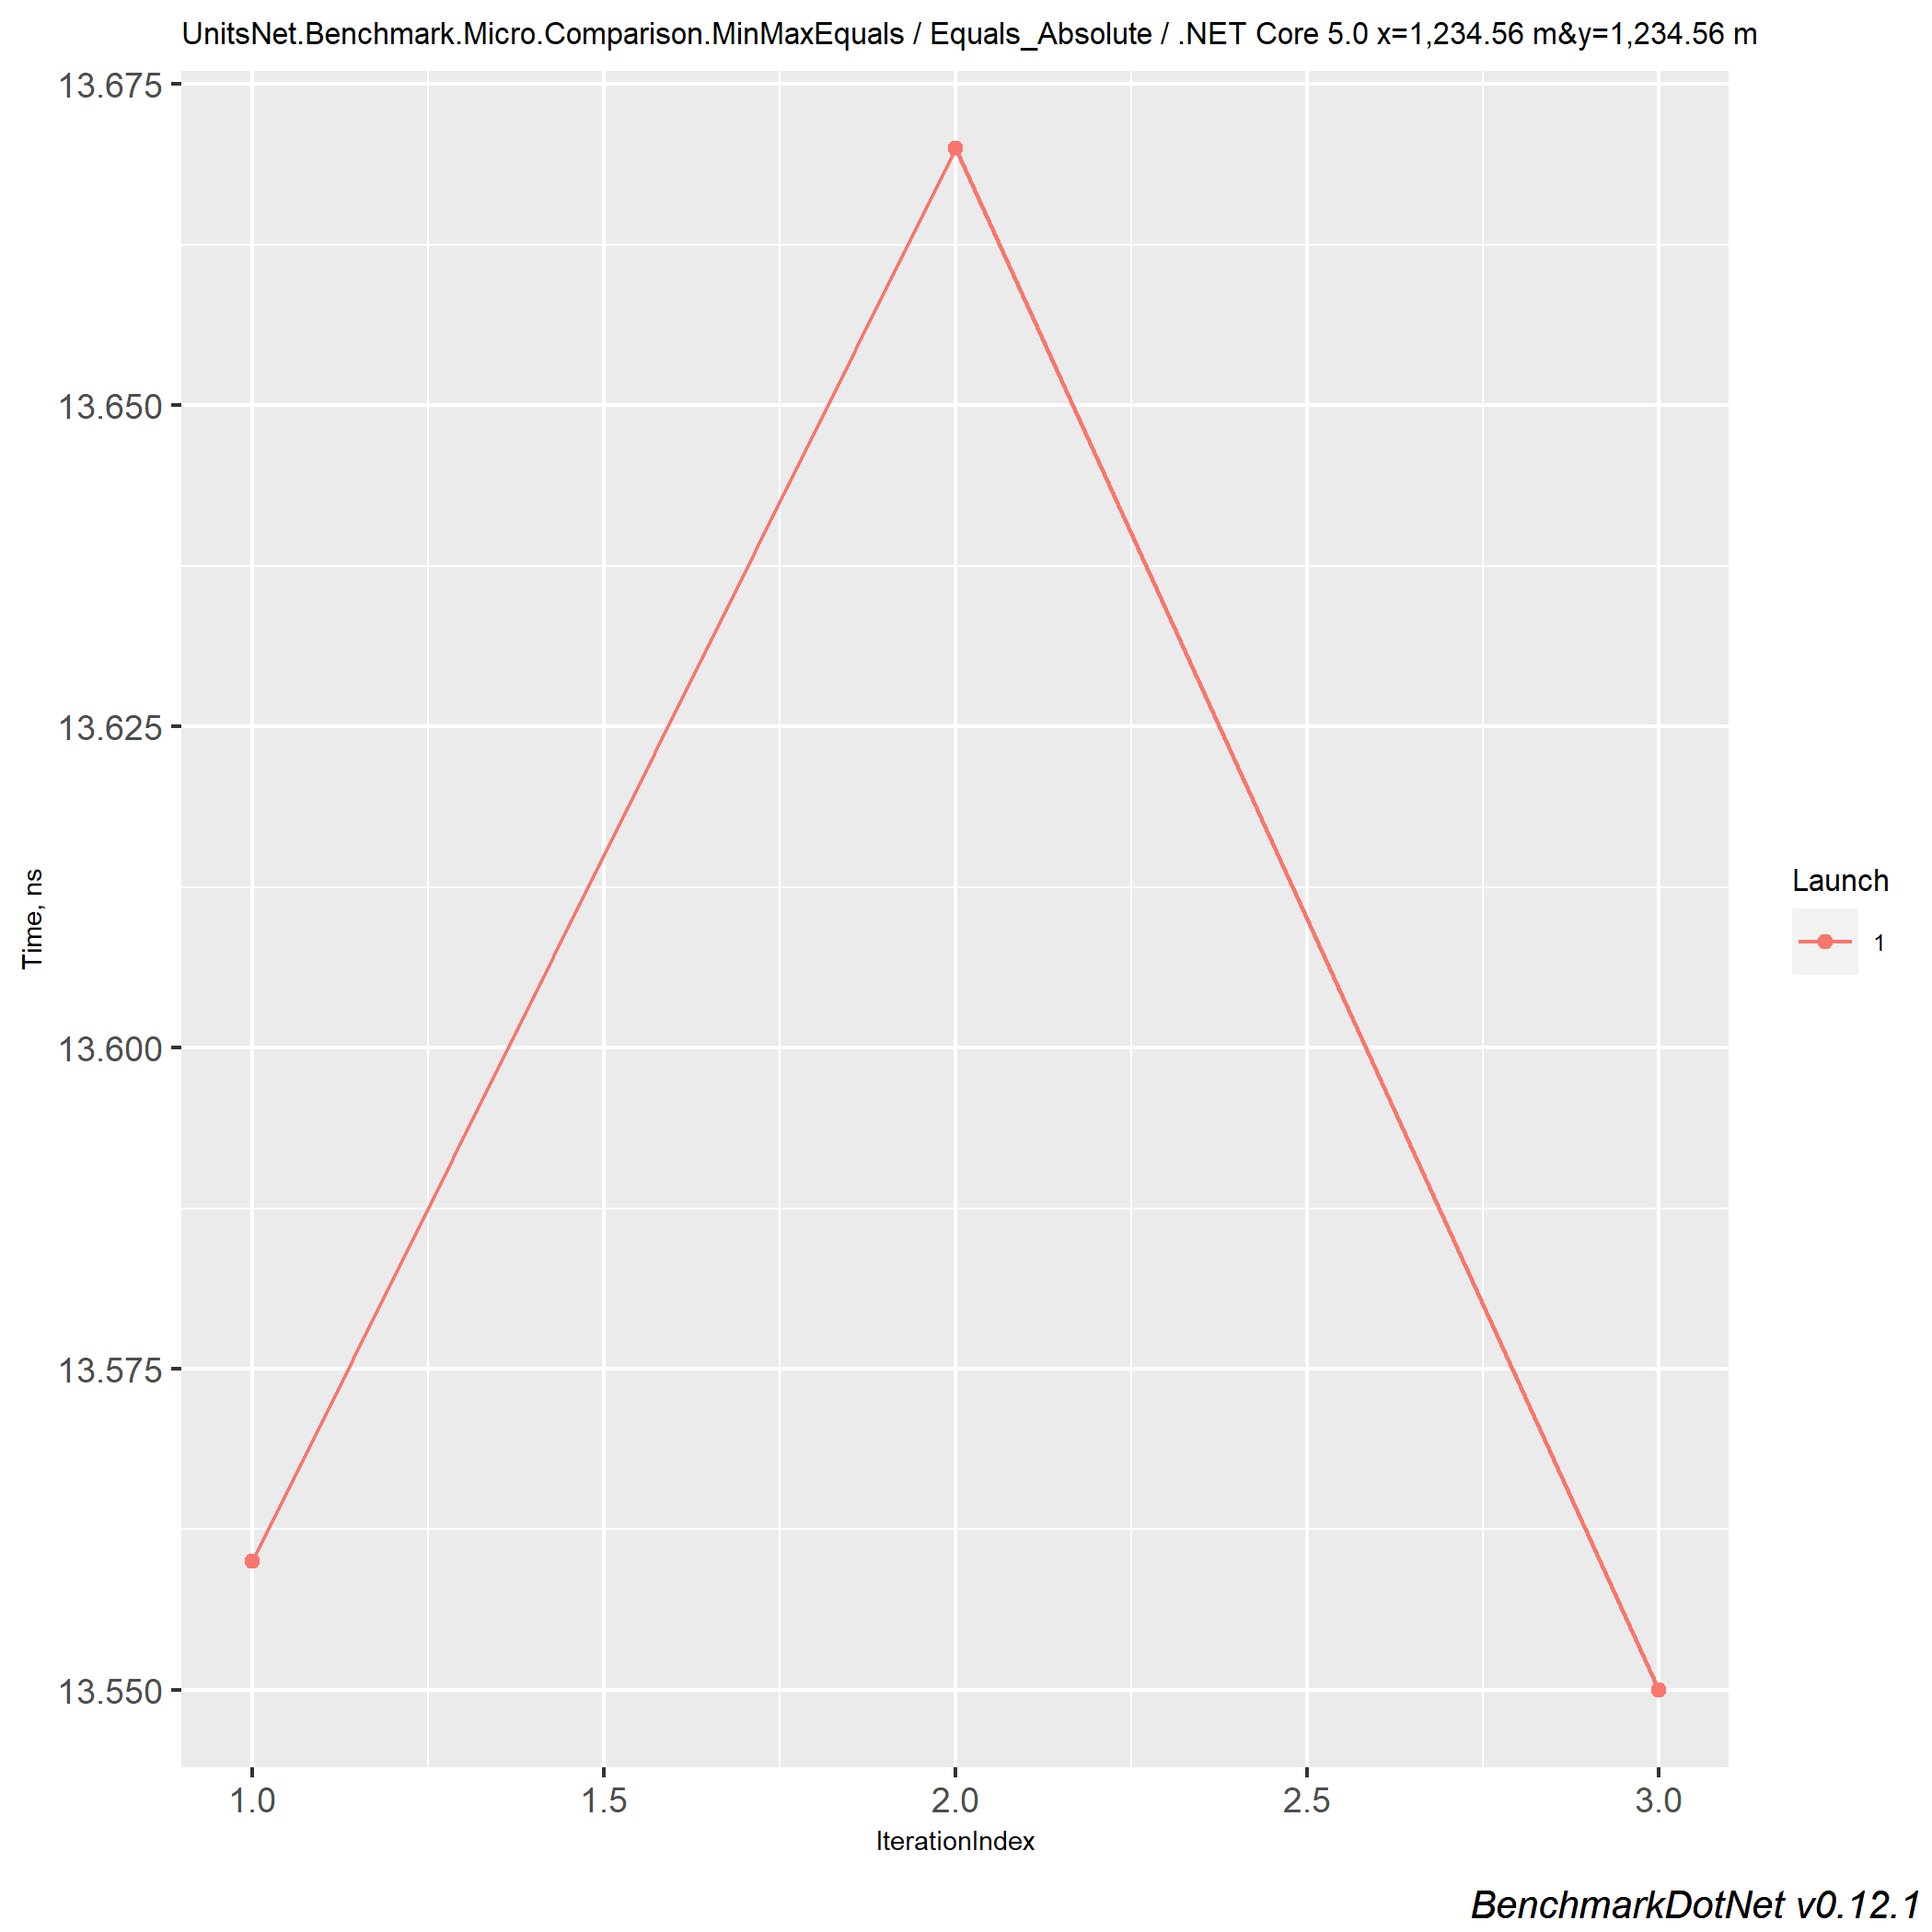 UnitsNet.Benchmark.Micro.Comparison.MinMaxEquals / Equals_Absolute / .NET Core 5.0 x=1,234.56 m&y=1,234.56 m
13.675
13.650
13.625
13.600
13.575
13.550
Time, ns
1.0 1.5 2.0 2.5 3.0
IterationIndex
Launch
1
BenchmarkDotNet v0.12.1